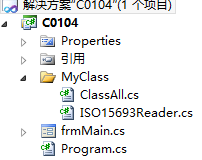 解决方案"C0104"(1 个项目)
C0104
Properties
引用
MyClass
ClassAll.cs
ISO15693Reader.cs
frmMain.cs
Program.cs